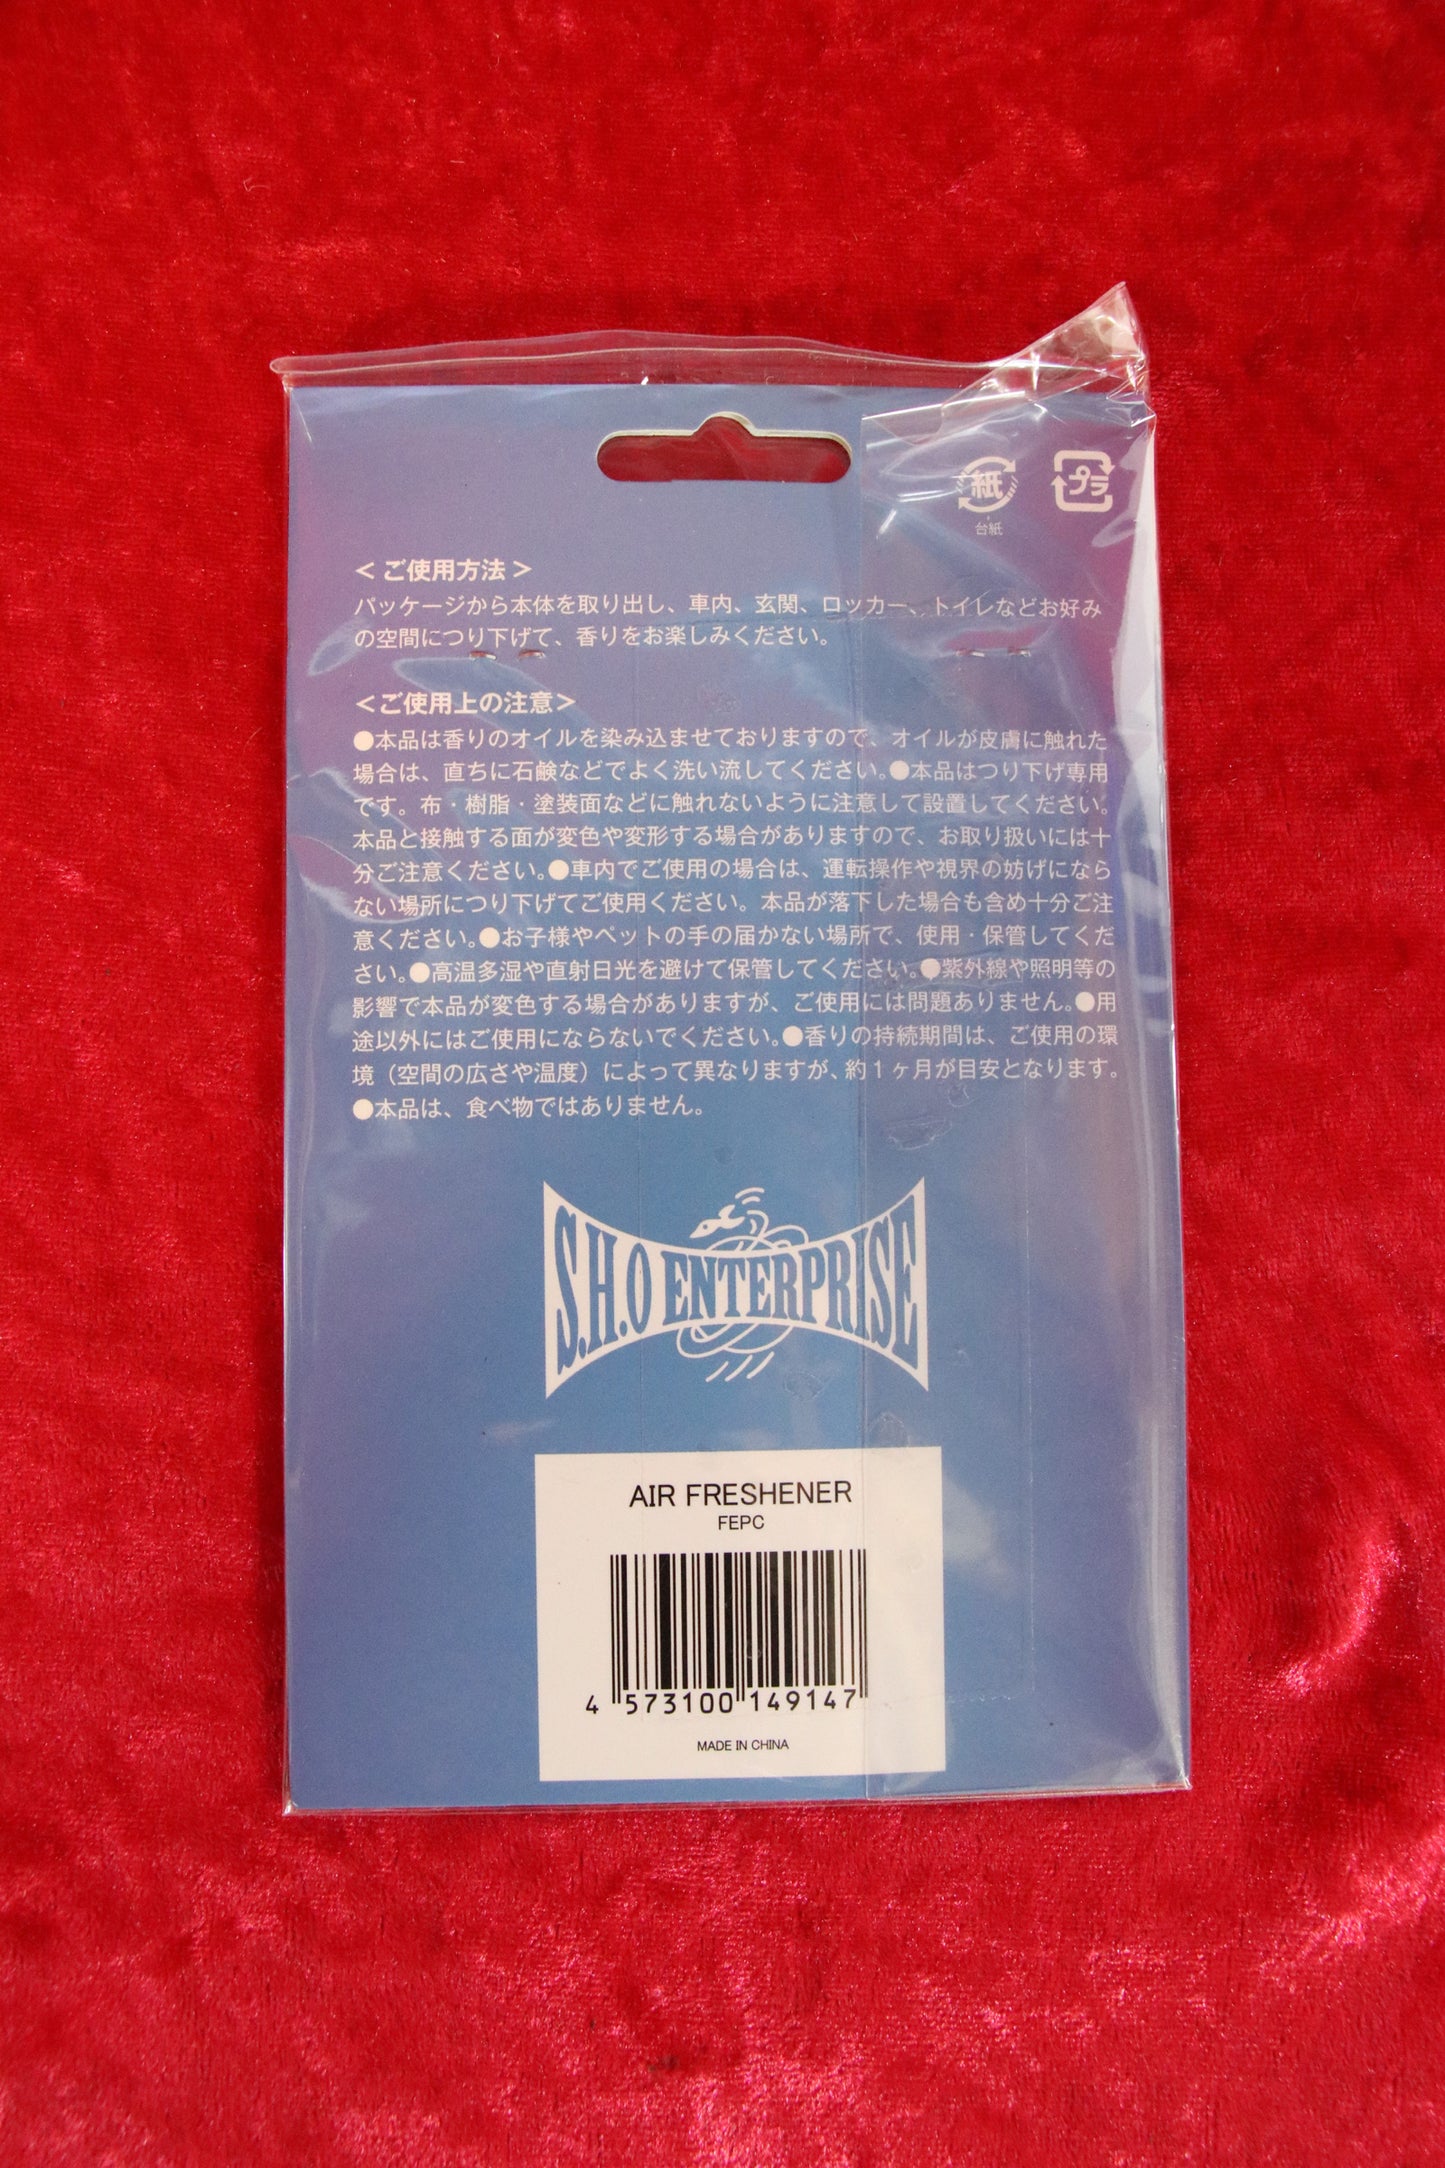 紙
プラ
台紙
＜ご使用方法＞
パッケージから本体を取り出し、車内、玄関、ロッカー、トイレなどお好み
の空間につり下げて、香りをお楽しみください。
＜ご使用上の注意＞
●本品は香りのオイルを染み込ませておりますので、オイルが皮膚に触れた
場合は、直ちに石鹸などでよく洗い流してください。●本品はつり下げ専用
です。布・樹脂・塗装面などに触れないように注意して設置してください。
本品と接触する面が変色や変形する場合がありますので、お取り扱いには十
分ご注意ください。●車内でご使用の場合は、運転操作や視界の妨げになら
ない場所につり下げてご使用ください。本品が落下した場合も含め十分ご注
意ください。●お子様やペットの手の届かない場所で、使用・保管してくだ
さい。●高温多湿や直射日光を避けて保管してください。●紫外線や照明等の
影響で本品が変色する場合がありますが、ご使用には問題ありません。●用
途以外にはご使用にならないでください。●香りの持続期間は、ご使用の環
境（空間の広さや温度）によって異なりますが、約1ヶ月が目安となります。
●本品は、食べ物ではありません。
S.H.O ENTERPRISE
AIR FRESHENER
FEPC
4 573100 149147
MADE IN CHINA